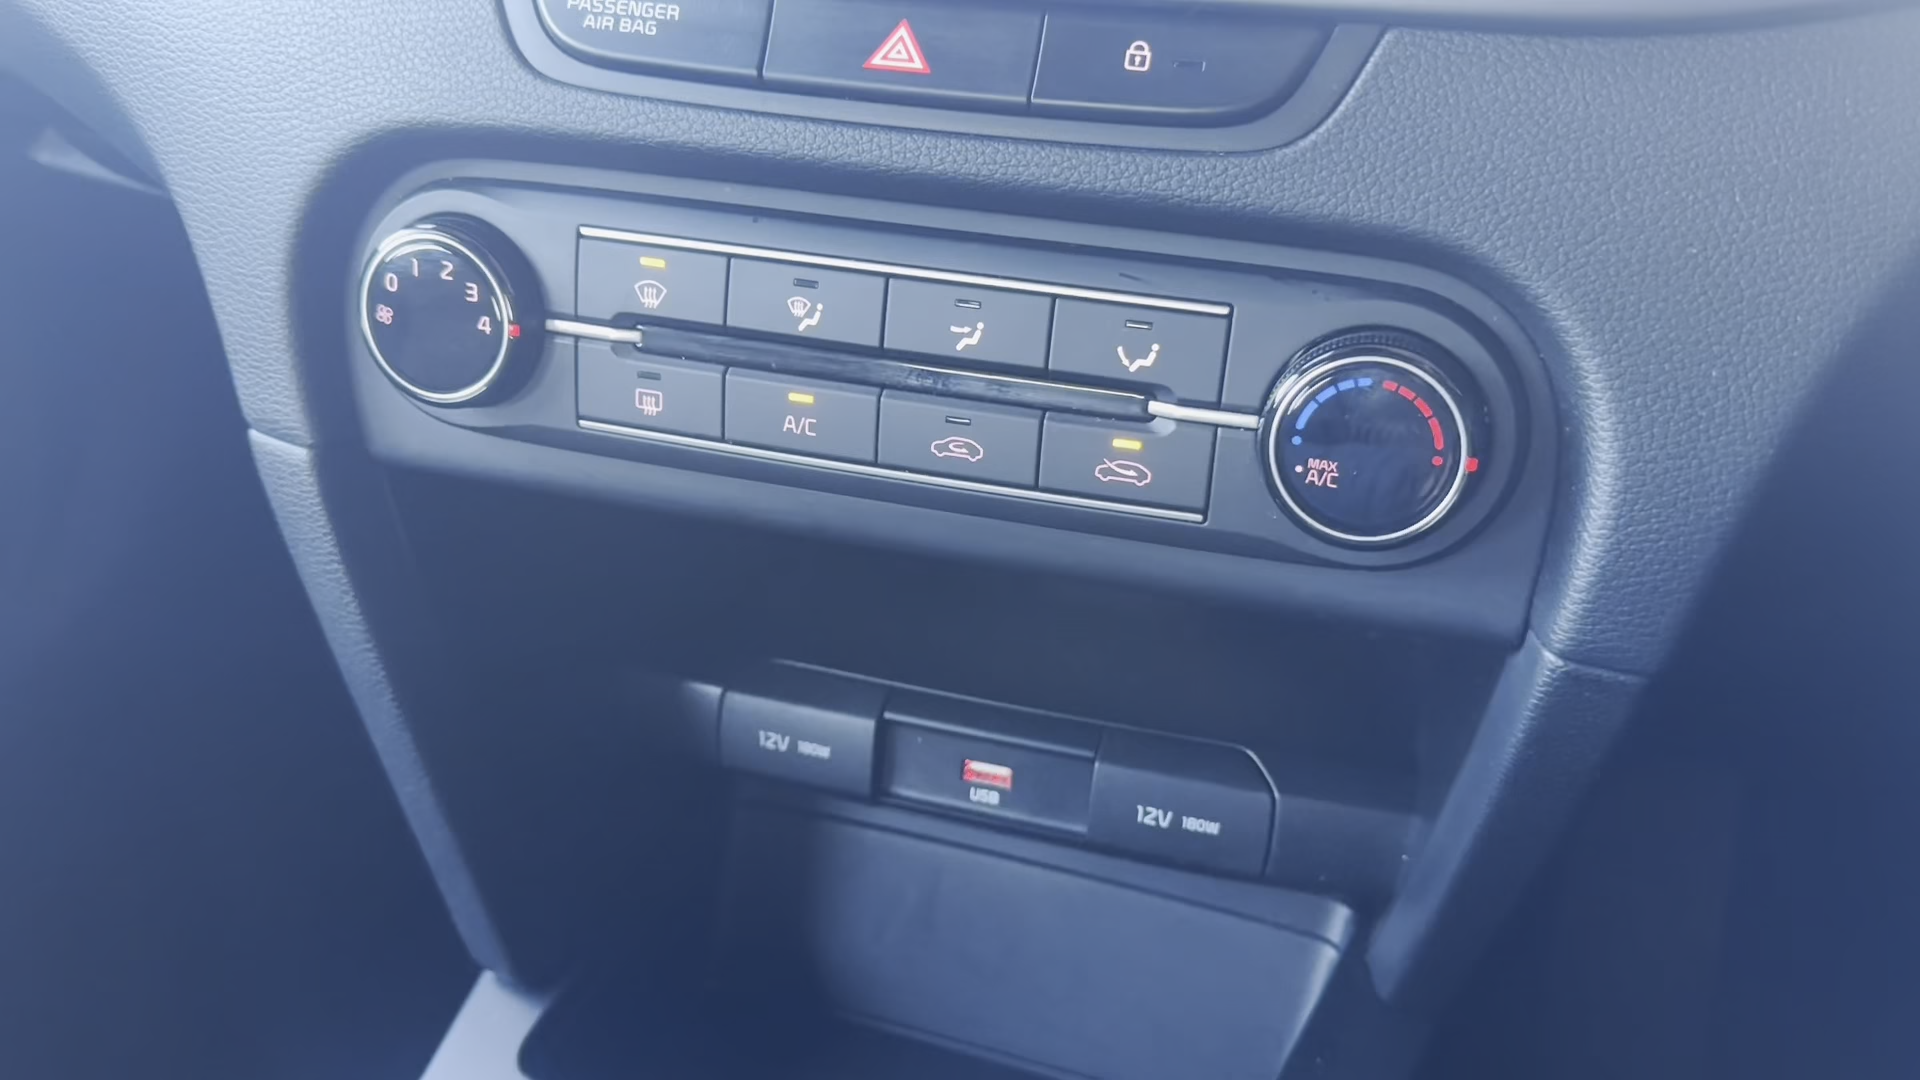 PASSENGER
AIR BAG
0 1 2 3 4
A/C
MAX
A/C
12V 180W
USB
12V 180W